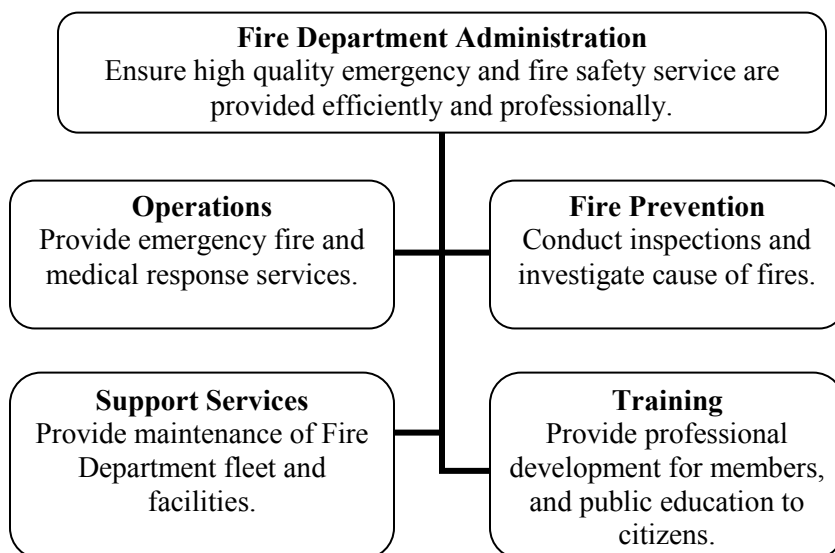 Fire Department Administration
Ensure high quality emergency and fire safety service are
provided efficiently and professionally.
Operations
Provide emergency fire and
medical response services.
Fire Prevention
Conduct inspections and
investigate cause of fires.
Support Services
Provide maintenance of Fire
Department fleet and
facilities.
Training
Provide professional
development for members,
and public education to
citizens.